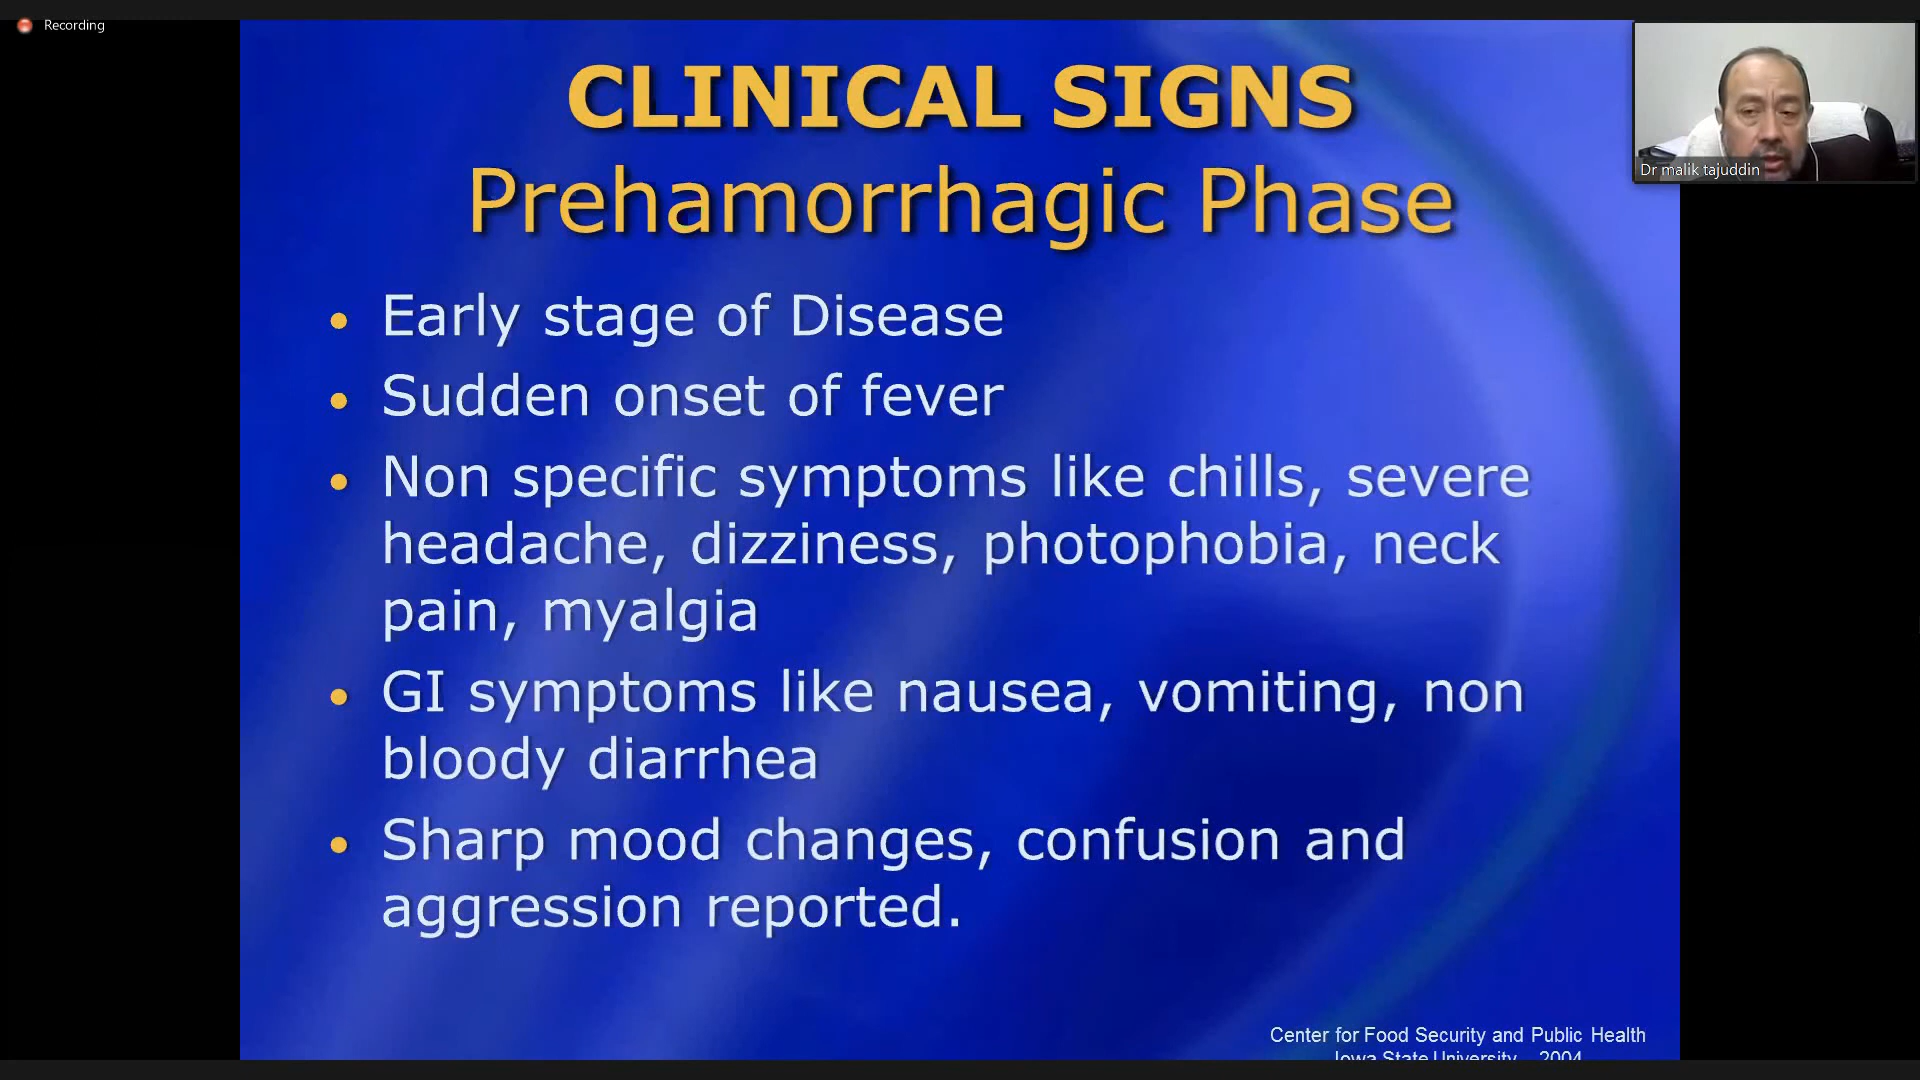 Recording
CLINICAL SIGNS
Prehamorrhagic Phase
Dr malik tajuddin
• Early stage of Disease
• Sudden onset of fever
• Non specific symptoms like chills, severe
headache, dizziness, photophobia, neck
pain, myalgia
• GI symptoms like nausea, vomiting, non
bloody diarrhea
• Sharp mood changes, confusion and
aggression reported.
Center for Food Security and Public Health
Iowa State University 2004